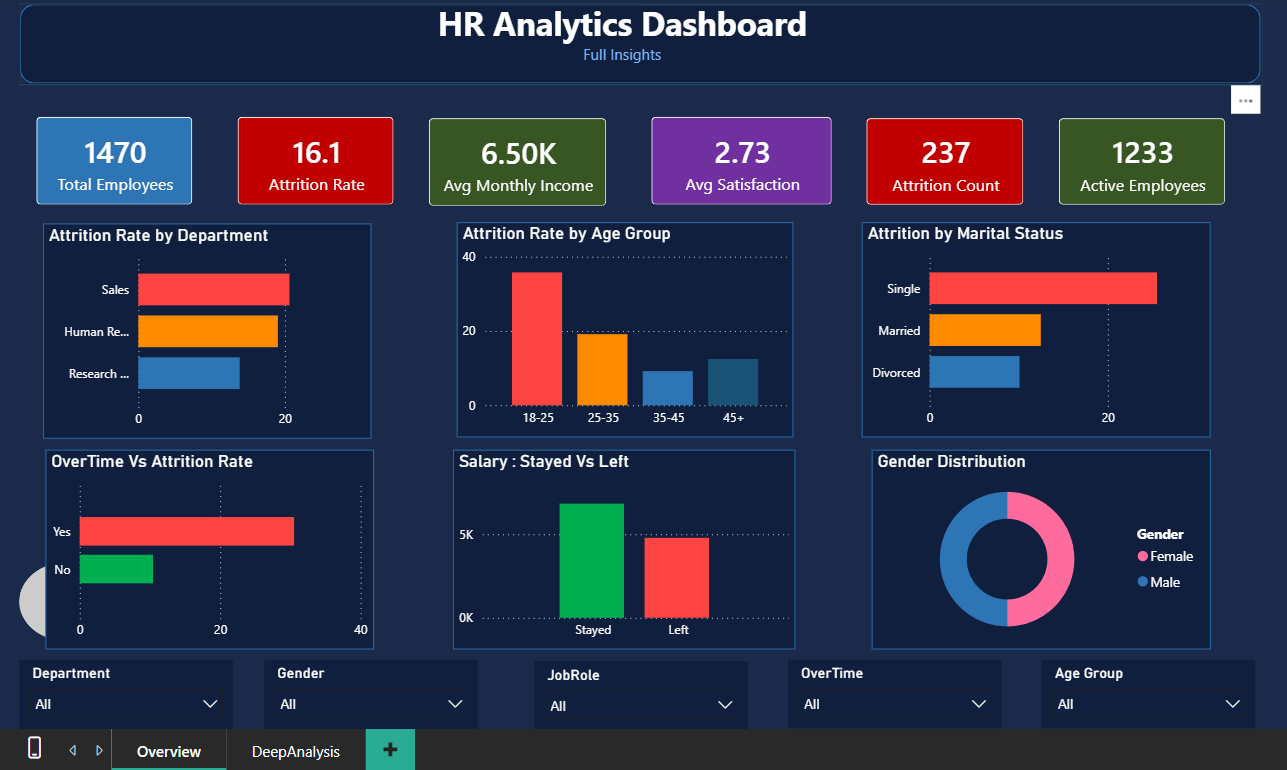 HR Analytics Dashboard
Full Insights
1470
Total Employees
16.1
Attrition Rate
6.50K
Avg Monthly Income
2.73
Avg Satisfaction
237
Attrition Count
1233
Active Employees
Attrition Rate by Department
Sales
Human Re...
Research ...
0 20
Attrition Rate by Age Group
40
20
0
18-25 25-35 35-45 45+
Attrition by Marital Status
Single
Married
Divorced
0 20
OverTime Vs Attrition Rate
Yes
No
0 20 40
Salary : Stayed Vs Left
5K
0K
Stayed Left
Gender Distribution
Gender
Female
Male
Department
All
Gender
All
JobRole
All
OverTime
All
Age Group
All
Overview DeepAnalysis